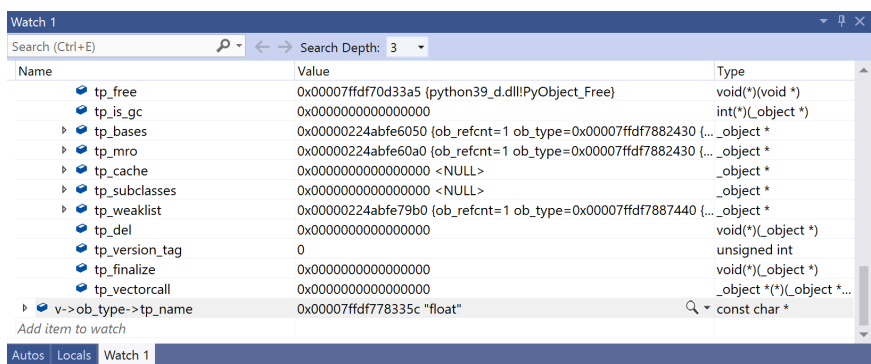 Watch 1
Search (Ctrl+E) Search Depth: 3
Name Value Type
tp_free 0x00007ffdf70d33a5 {python39_d.dll!PyObject_Free} void(*)(void *)
tp_is_gc 0x0000000000000000 int(*)(_object *)
tp_bases 0x00000224abfe6050 {ob_refcnt=1 ob_type=0x00007ffdf7882430 {... _object *
tp_mro 0x00000224abfe60a0 {ob_refcnt=1 ob_type=0x00007ffdf7882430 {... _object *
tp_cache 0x0000000000000000 <NULL> _object *
tp_subclasses 0x0000000000000000 <NULL> _object *
tp_weaklist 0x00000224abfe79b0 {ob_refcnt=1 ob_type=0x00007ffdf7887440 {... _object *
tp_del 0x0000000000000000 void(*)(_object *)
tp_version_tag 0 unsigned int
tp_finalize 0x0000000000000000 void(*)(_object *)
tp_vectorcall 0x0000000000000000 _object *(*)(_object *...
v->ob_type->tp_name 0x00007ffdf778335c "float" const char *
Add item to watch
Autos Locals Watch 1